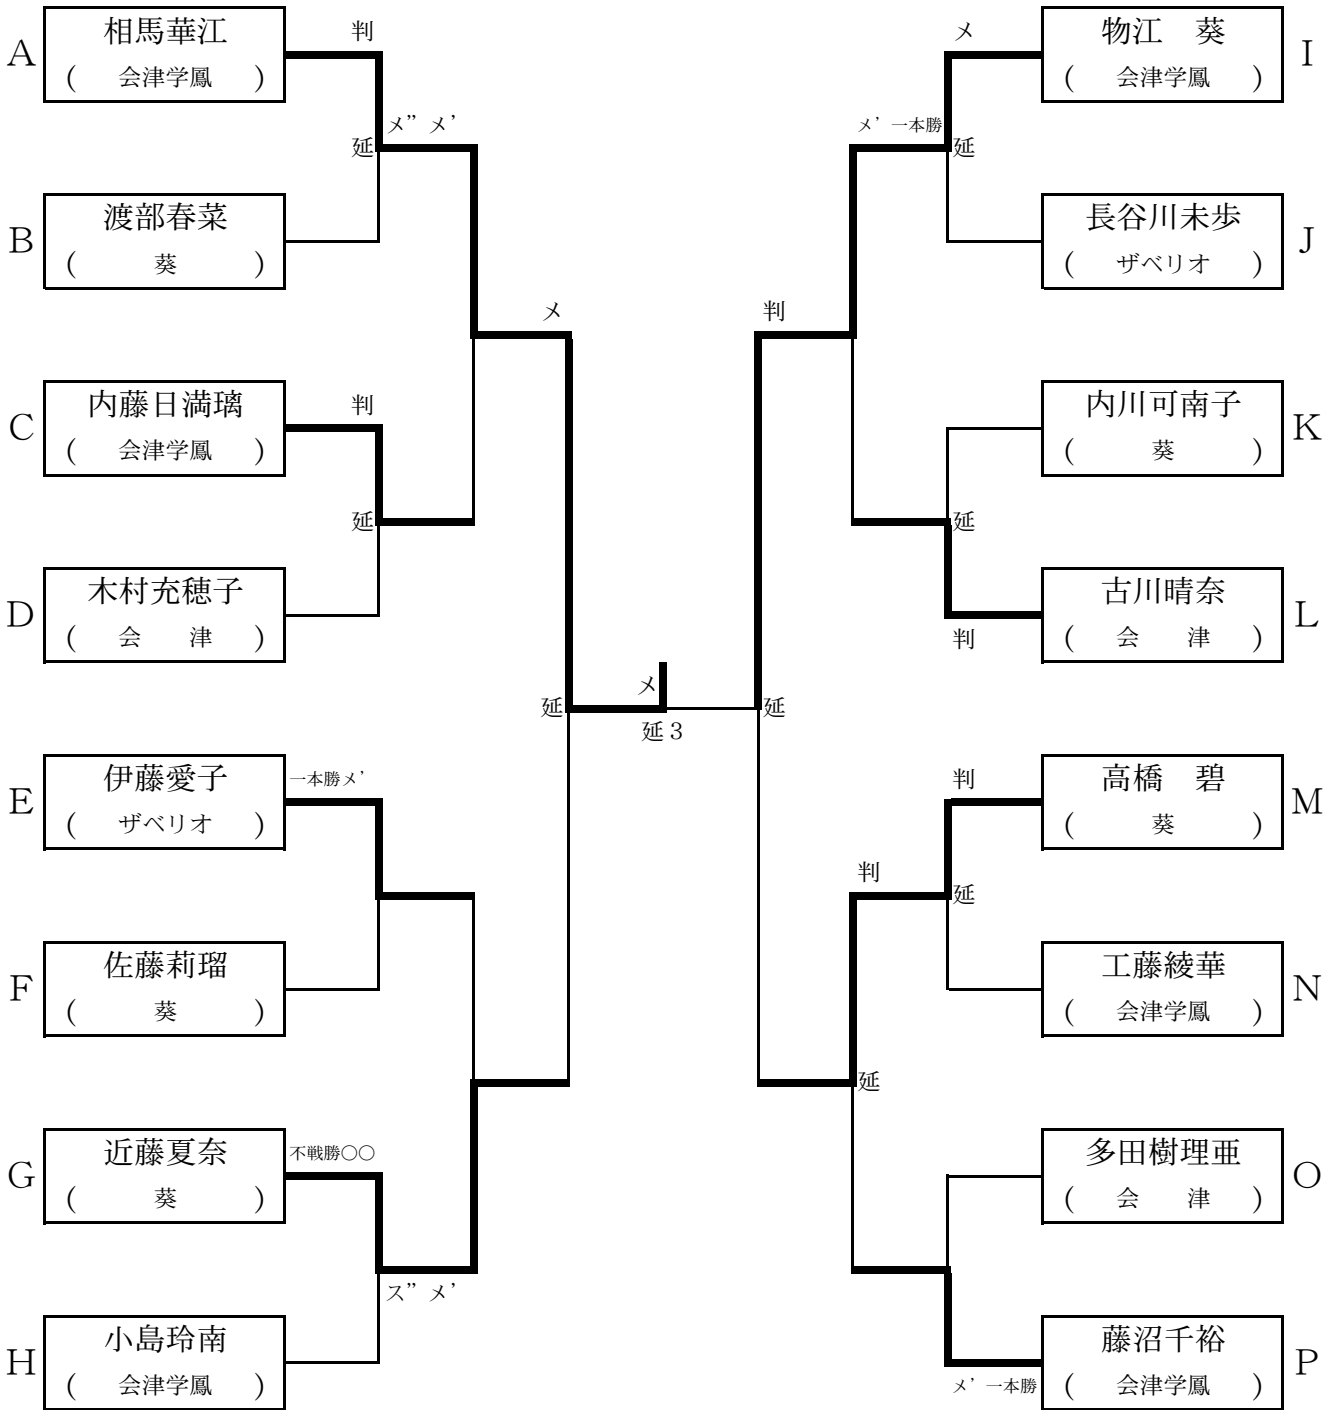 A
相馬華江
( 会津学鳳 )
判
メ” メ’
延
B
渡部春菜
( 葵 )
メ
C
内藤日満璃
( 会津学鳳 )
判
延
D
木村充穂子
( 会 津 )
延
メ
延３
E
伊藤愛子
( ザベリオ )
一本勝メ’
F
佐藤莉瑠
( 葵 )
G
近藤夏奈
( 葵 )
不戦勝○○
ス” メ’
H
小島玲南
( 会津学鳳 )
メ
物江 葵
( 会津学鳳 )
I
メ’ 一本勝
延
長谷川未歩
( ザベリオ )
J
判
内川可南子
( 葵 )
K
延
古川晴奈
( 会 津 )
L
判
延
判
高橋 碧
( 葵 )
M
判
延
工藤綾華
( 会津学鳳 )
N
延
多田樹理亜
( 会 津 )
O
藤沼千裕
( 会津学鳳 )
P
メ’ 一本勝